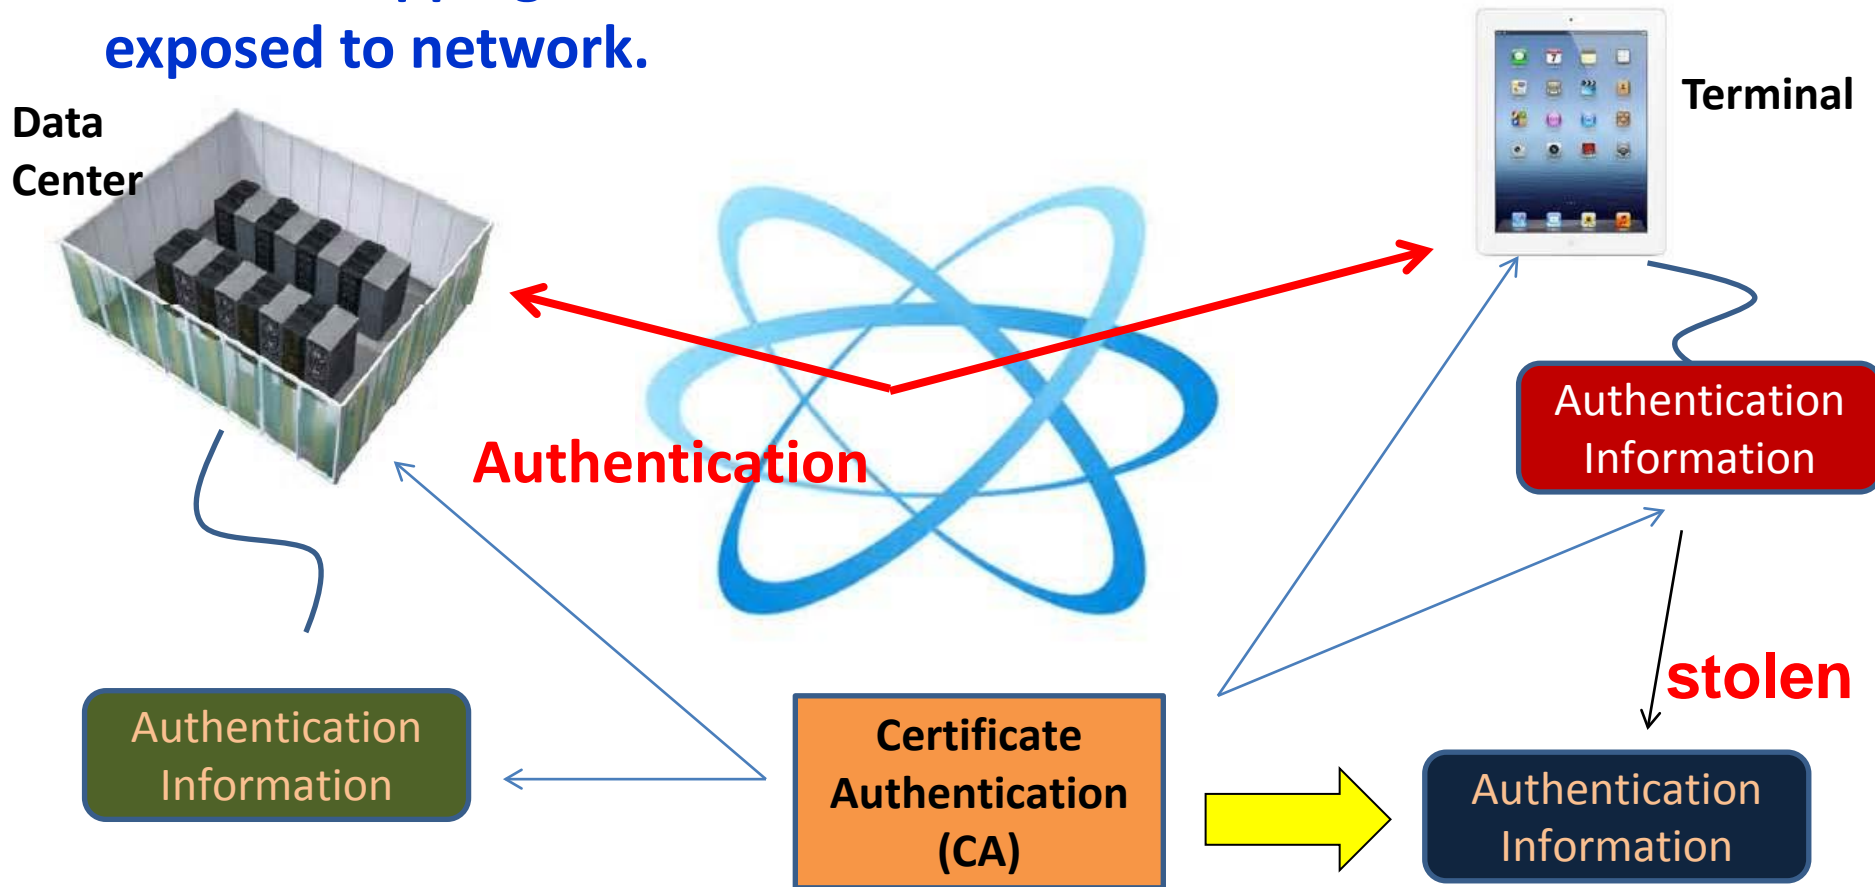 exposed to network.
Data
Center
Terminal
Authentication
Information
Authentication
stolen
Authentication
Information
Certificate
Authentication
(CA)
Authentication
Information